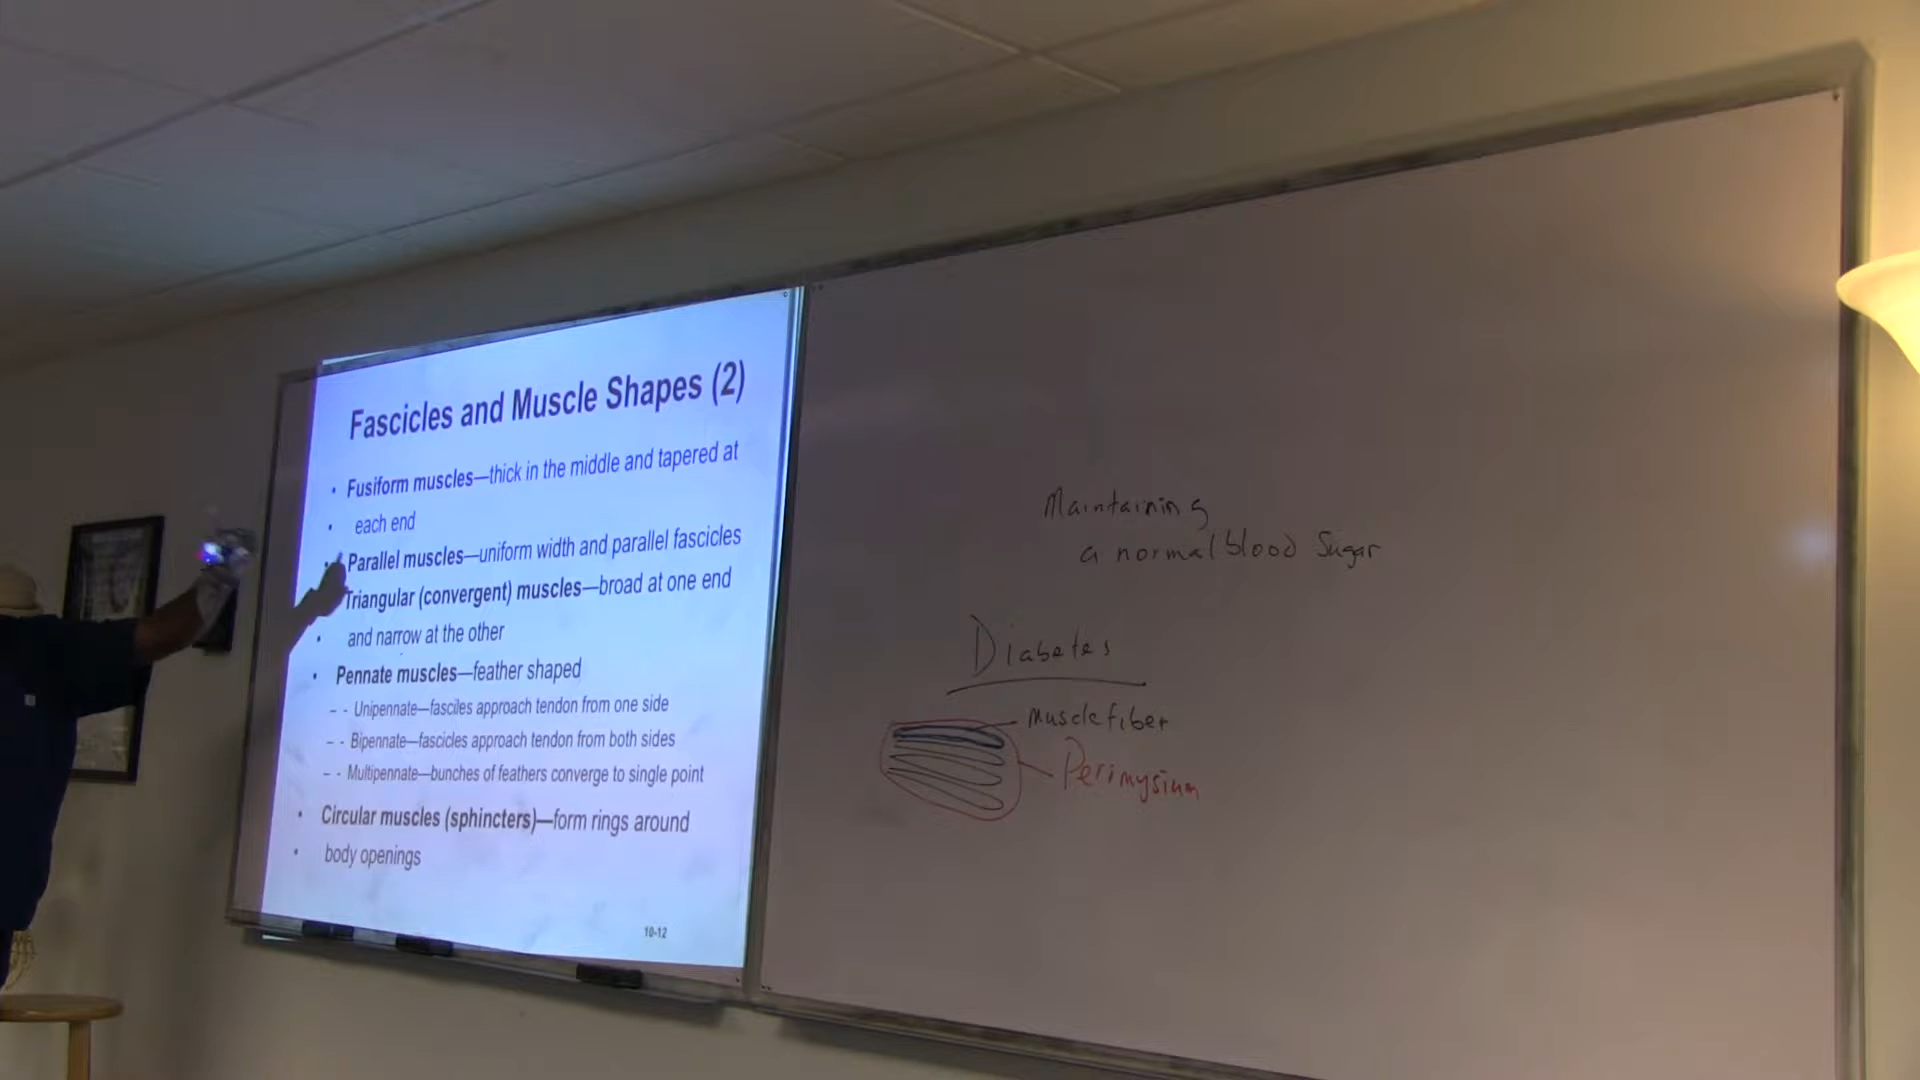 Fascicles and Muscle Shapes (2)
• Fusiform muscles—thick in the middle and tapered at
• each end
• Parallel muscles—uniform width and parallel fascicles
Triangular (convergent) muscles—broad at one end
• and narrow at the other
• Pennate muscles—feather shaped
– - Unipennate—fasciles approach tendon from one side
– - Bipennate—fascicles approach tendon from both sides
– - Multipennate—bunches of feathers converge to single point
• Circular muscles (sphincters)—form rings around
• body openings
10-12
Maintaining
a normal blood Sugar
Diabetes
muscle fiber
Perimysium